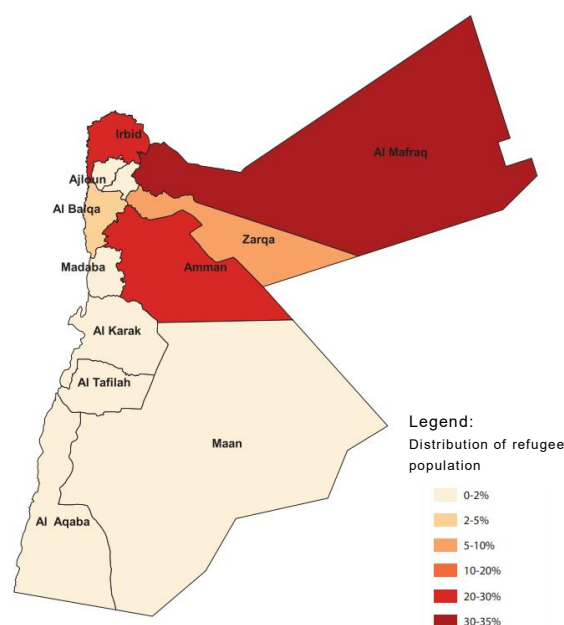 Irbid
Al Mafraq
Ajloun
Al Balqa
Zarqa
Madaba
Amman
Al Karak
Al Tafilah
Maan
Al Aqaba
Legend:
Distribution of refugee
population
0-2%
2-5%
5-10%
10-20%
20-30%
30-35%